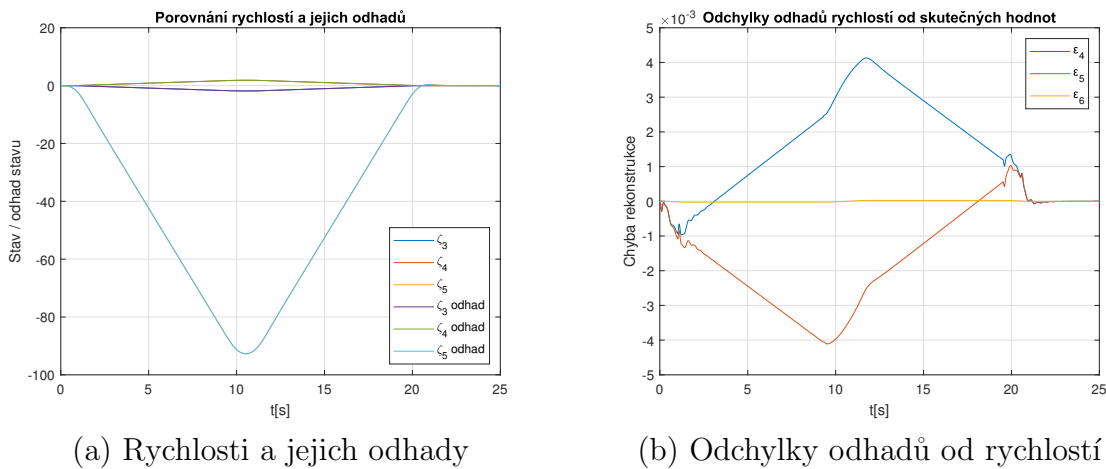 Porovnání rychlostí a jejich odhadů
Stav / odhad stavu
20
0
-20
-40
-60
-80
-100
0 5 10 15 20 25
t[s]
ζ3
ζ4
ζ5
ζ3 odhad
ζ4 odhad
ζ5 odhad
(a) Rychlosti a jejich odhady
Odchylky odhadů rychlostí od skutečných hodnot
×10-3
Chyba rekonstrukce
5
4
3
2
1
0
-1
-2
-3
-4
-5
0 5 10 15 20 25
t[s]
ε4
ε5
ε6
(b) Odchylky odhadů od rychlostí